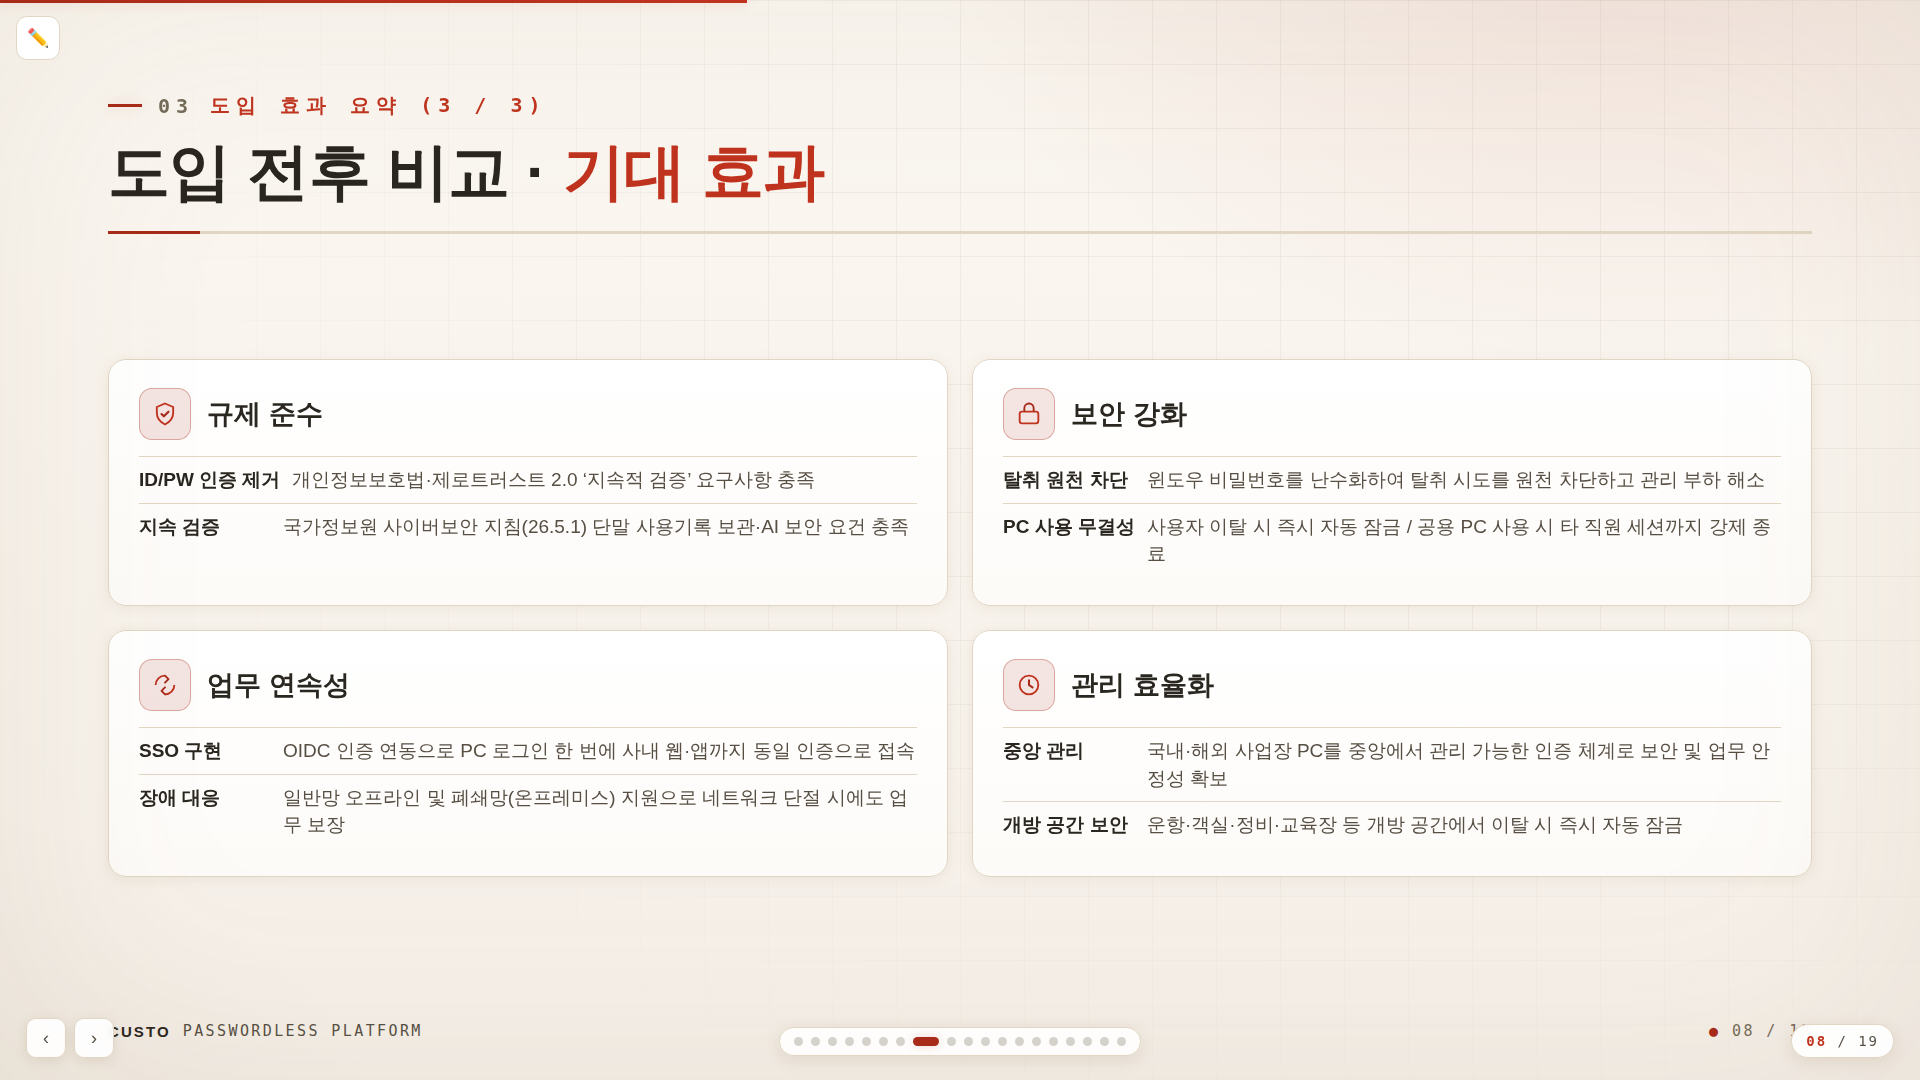 03 도입 효과 요약 (3 / 3)
도입 전후 비교 · 기대 효과
규제 준수
ID/PW 인증 제거 개인정보보호법·제로트러스트 2.0 ‘지속적 검증’ 요구사항 충족
지속 검증 국가정보원 사이버보안 지침(26.5.1) 단말 사용기록 보관·AI 보안 요건 충족
보안 강화
탈취 원천 차단 윈도우 비밀번호를 난수화하여 탈취 시도를 원천 차단하고 관리 부하 해소
PC 사용 무결성 사용자 이탈 시 즉시 자동 잠금 / 공용 PC 사용 시 타 직원 세션까지 강제 종
료
업무 연속성
SSO 구현 OIDC 인증 연동으로 PC 로그인 한 번에 사내 웹·앱까지 동일 인증으로 접속
장애 대응 일반망 오프라인 및 폐쇄망(온프레미스) 지원으로 네트워크 단절 시에도 업
무 보장
관리 효율화
중앙 관리 국내·해외 사업장 PC를 중앙에서 관리 가능한 인증 체계로 보안 및 업무 안
정성 확보
개방 공간 보안 운항·객실·정비·교육장 등 개방 공간에서 이탈 시 즉시 자동 잠금
‹ › CUSTO PASSWORDLESS PLATFORM
08 /
08 / 19